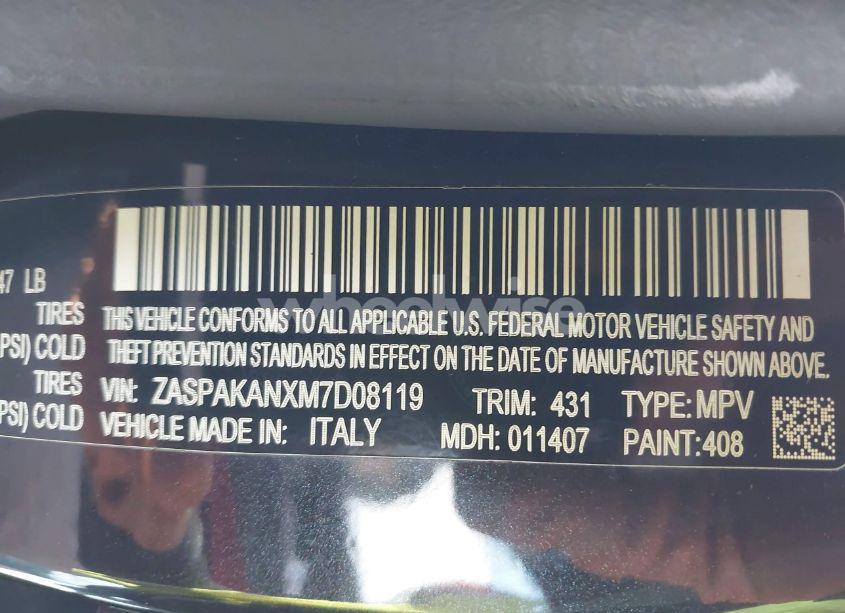 47 LB
wheelwise
TIRES THIS VEHICLE CONFORMS TO ALL APPLICABLE U.S. FEDERAL MOTOR VEHICLE SAFETY AND
PSI) COLD THEFT PREVENTION STANDARDS IN EFFECT ON THE DATE OF MANUFACTURE SHOWN ABOVE.
TIRES VIN: ZASPAKANXM7D08119 TRIM: 431 TYPE: MPV
PSI) COLD VEHICLE MADE IN: ITALY MDH: 011407 PAINT: 408